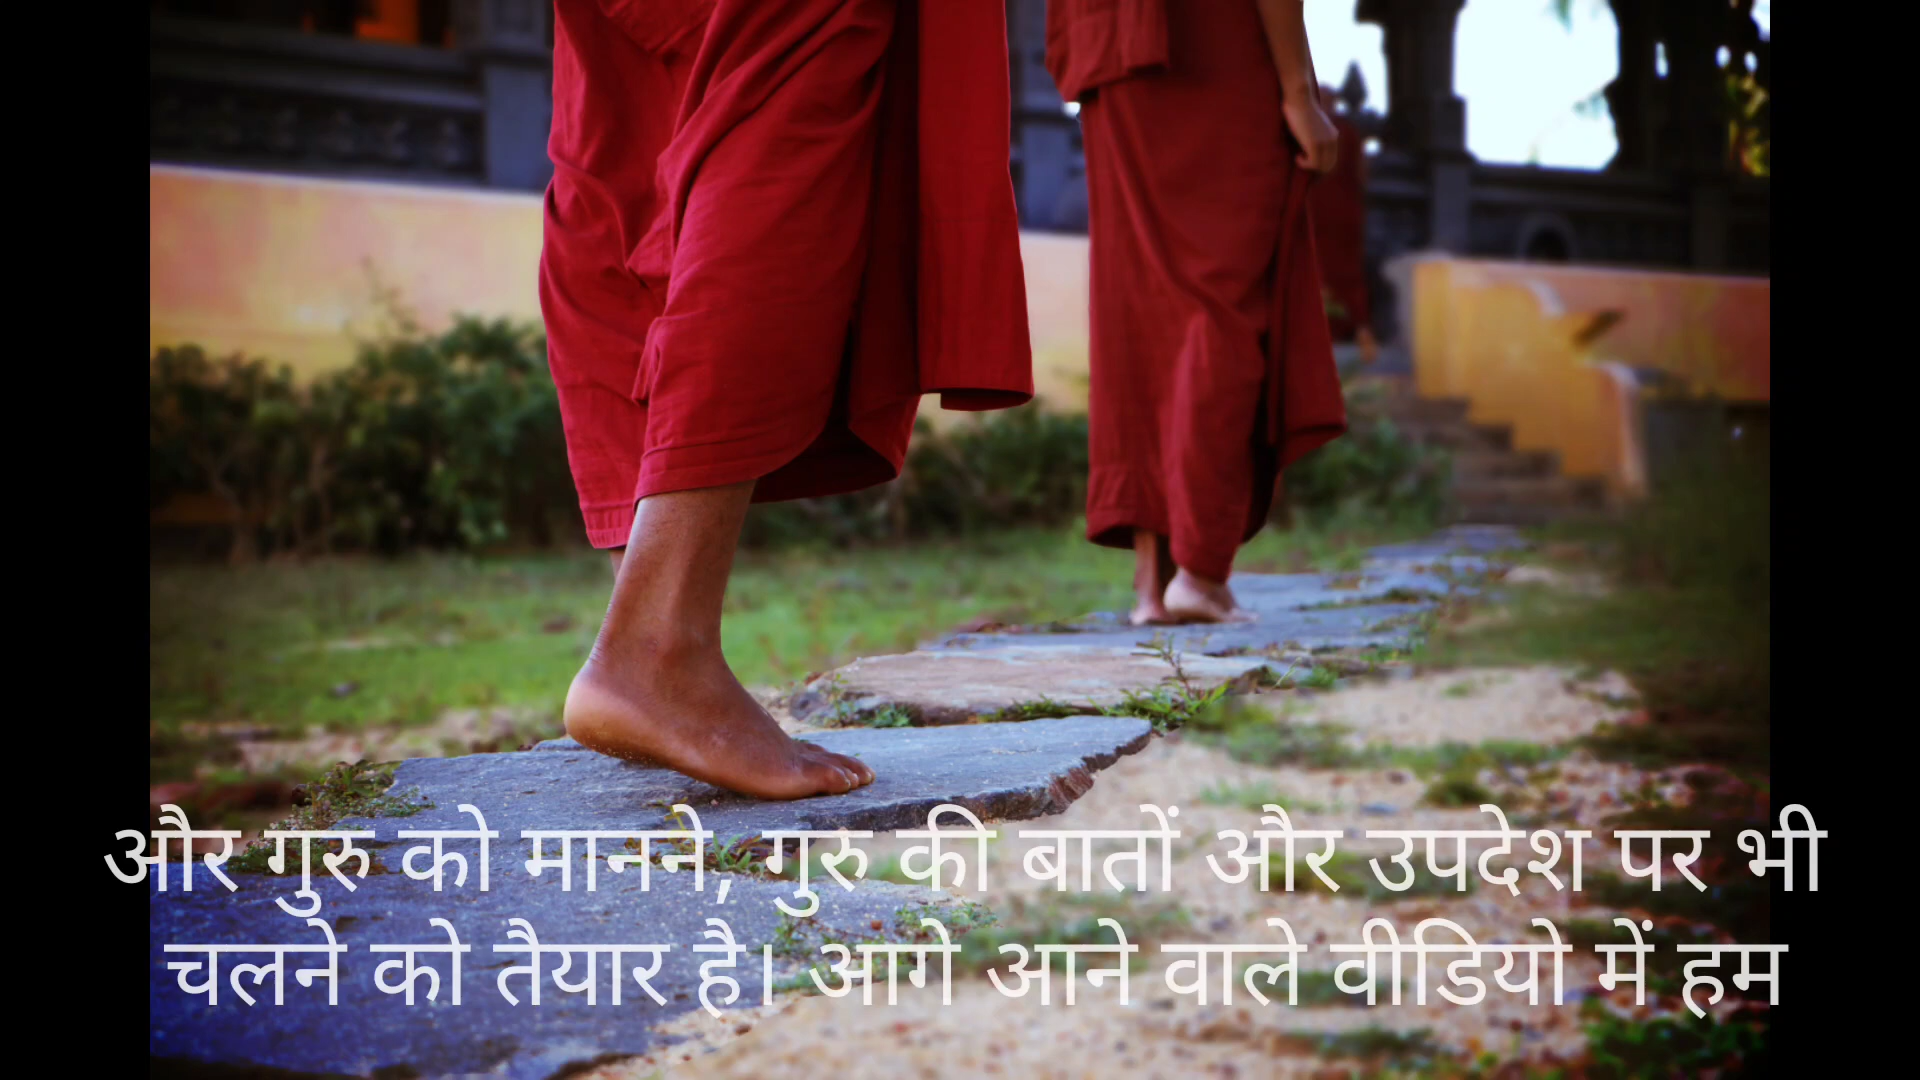 और गुरु को मानने, गुरु की बातों और उपदेश पर भी
चलने को तैयार है। आगे आने वाले वीडियो में हम